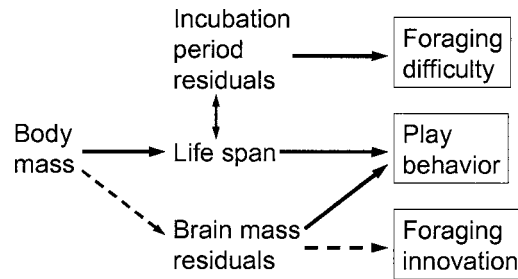 Incubation
period
residuals
Foraging
difficulty
Body
mass
Life span
Play
behavior
Brain mass
residuals
Foraging
innovation